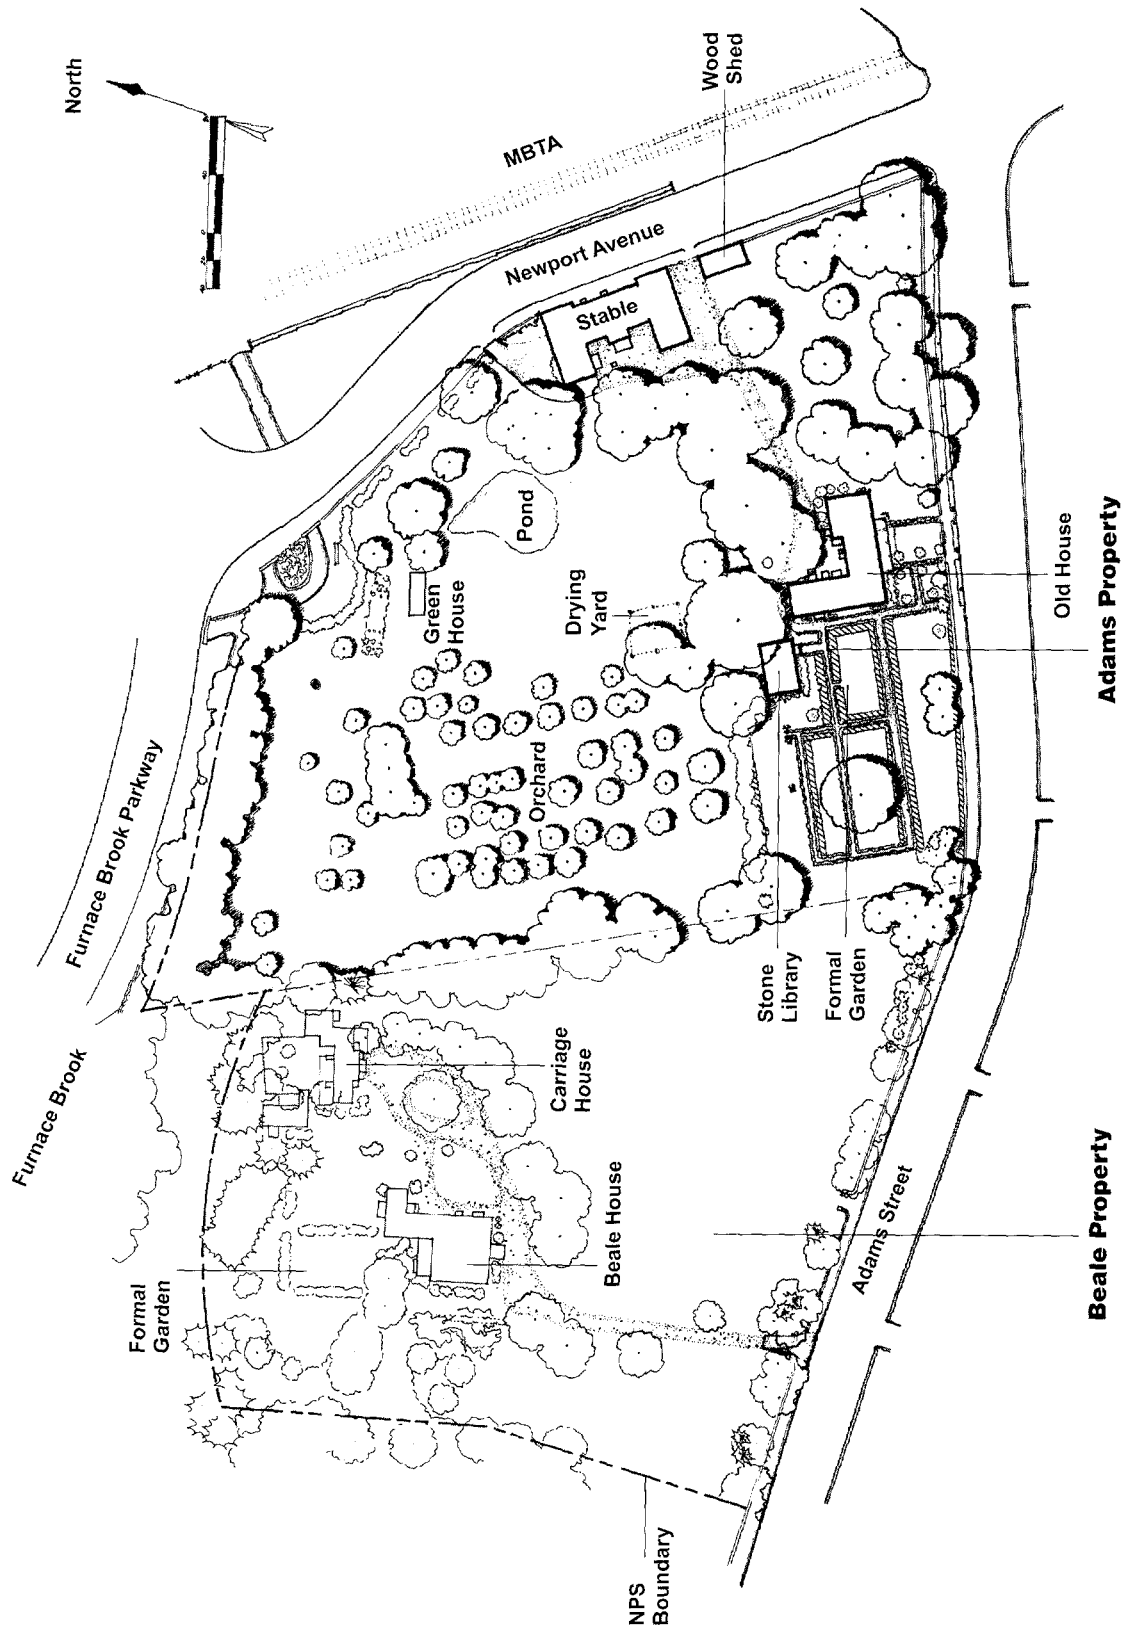 North
Wood
Shed
MBTA
Newport Avenue
Stable
Pond
Green
House
Drying
Yard
Old House
Adams Property
Orchard
Furnace Brook Parkway
Stone
Library
Formal
Garden
Furnace Brook
Carriage
House
Beale House
Formal
Garden
Adams Street
Beale Property
NPS
Boundary